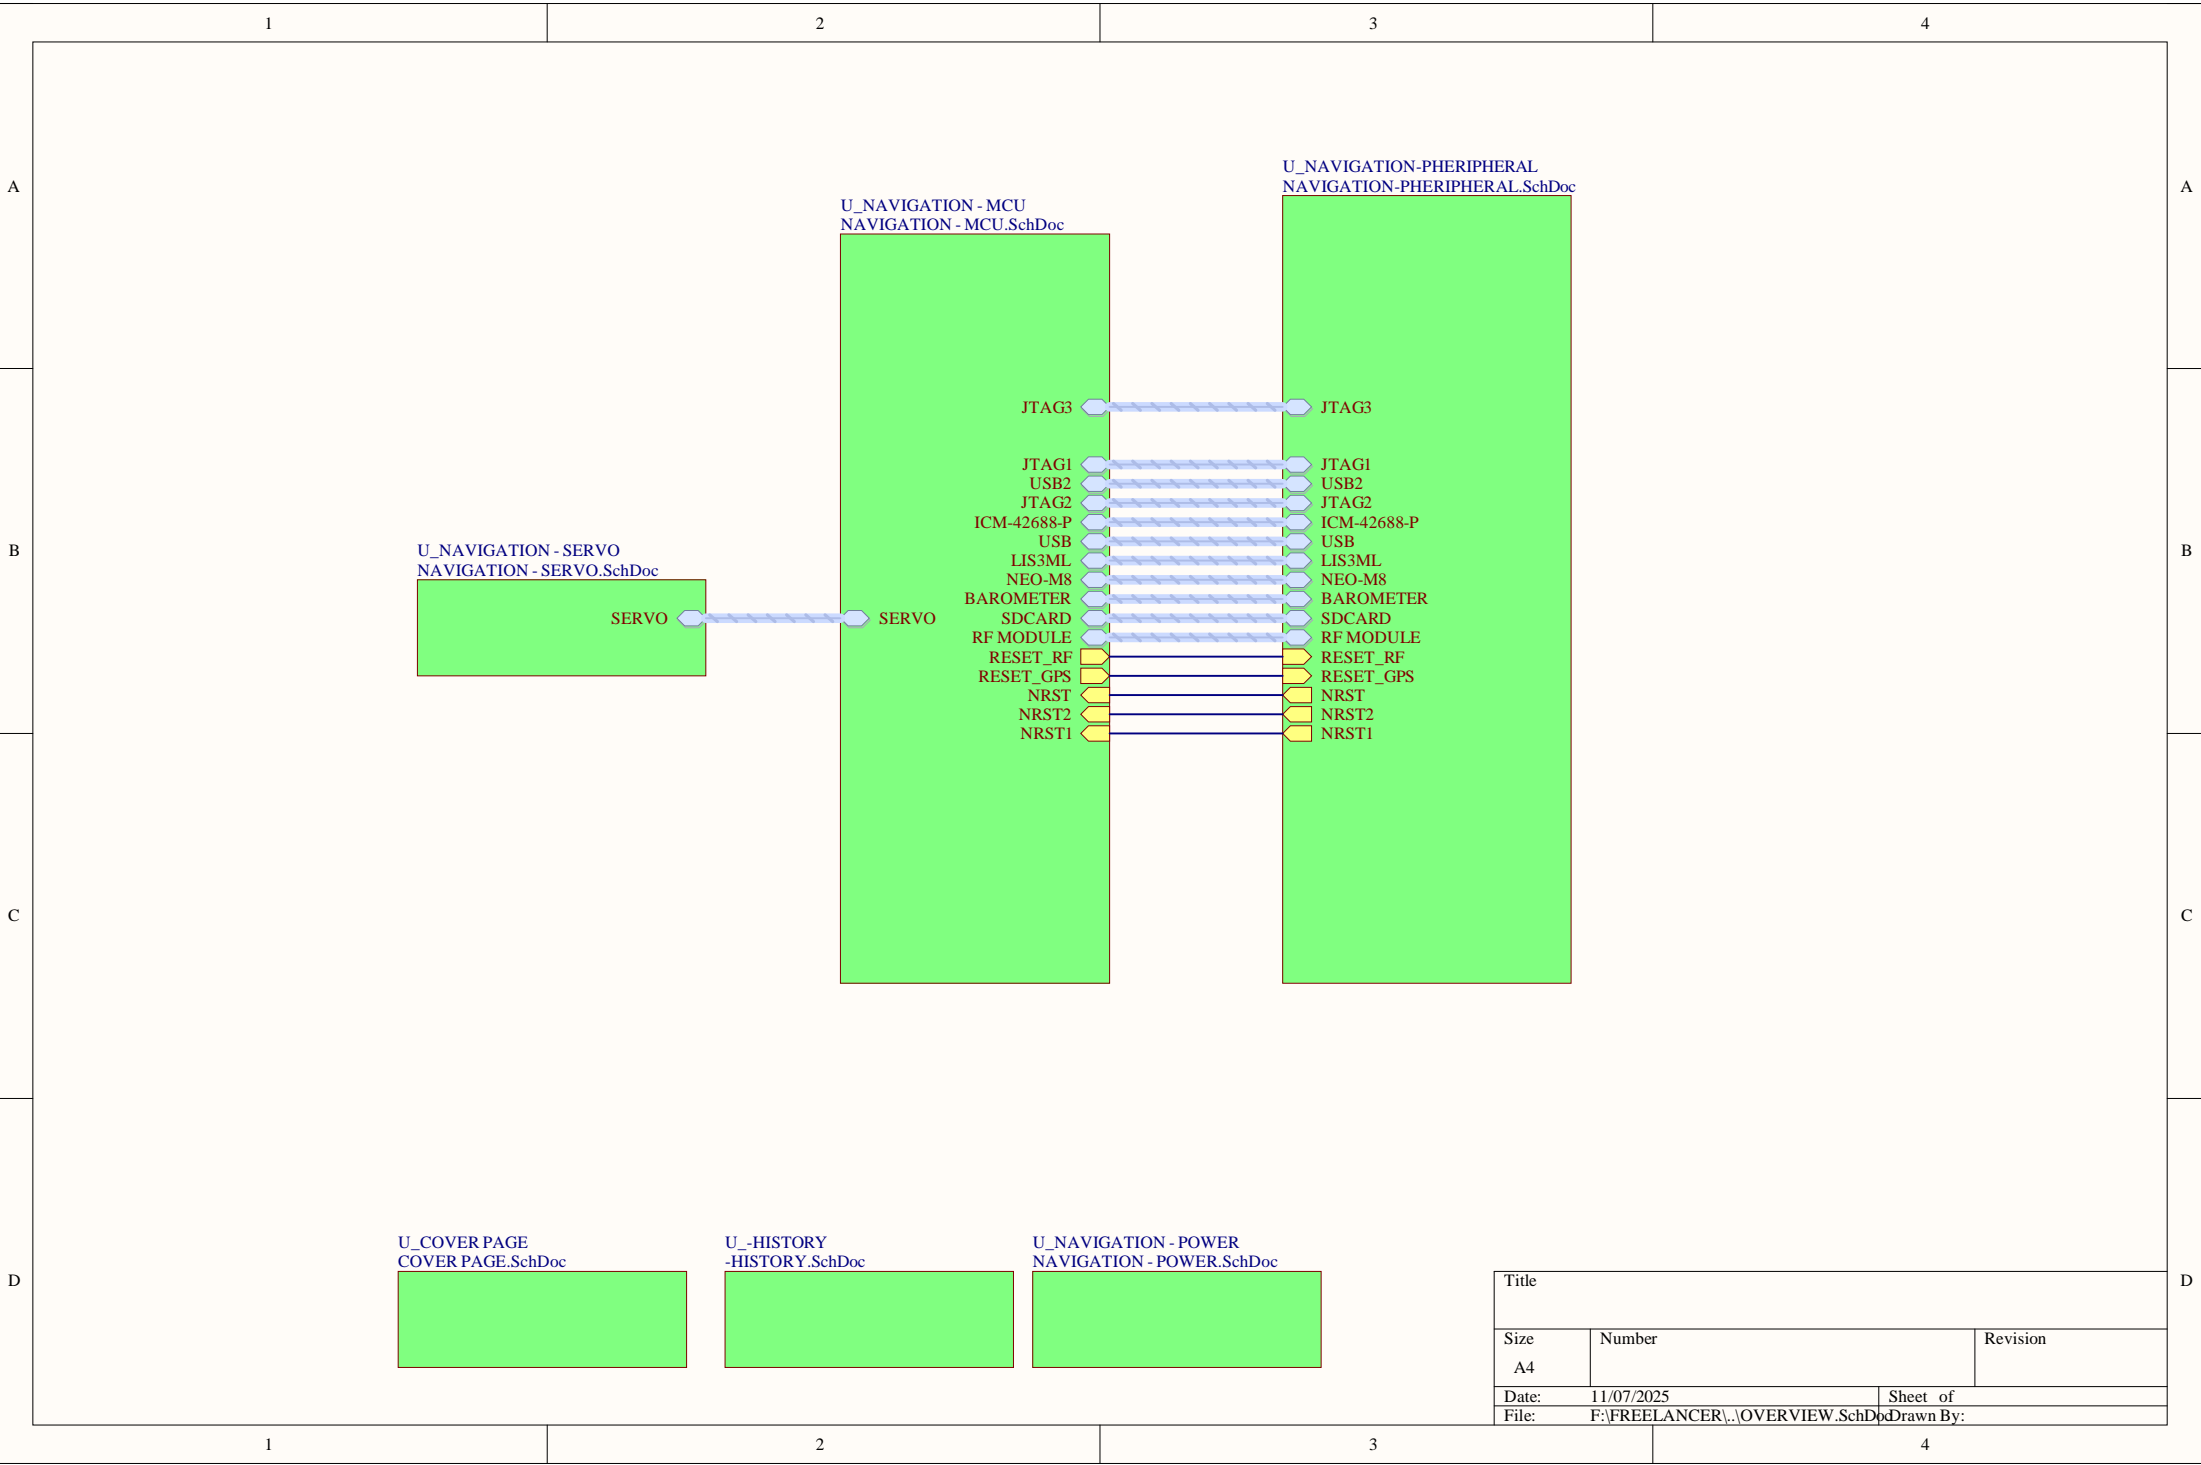 1 2 3 4
A A
U_NAVIGATION-PHERIPHERAL
NAVIGATION-PHERIPHERAL.SchDoc
U_NAVIGATION - MCU
NAVIGATION - MCU.SchDoc
JTAG3 JTAG3
JTAG1 JTAG1
USB2 USB2
JTAG2 JTAG2
ICM-42688-P ICM-42688-P
USB USB
B B
U_NAVIGATION - SERVO
NAVIGATION - SERVO.SchDoc
LIS3ML LIS3ML
NEO-M8 NEO-M8
BAROMETER BAROMETER
SERVO SERVO SDCARD SDCARD
RF MODULE RF MODULE
RESET_RF RESET_RF
RESET_GPS RESET_GPS
NRST NRST
NRST2 NRST2
NRST1 NRST1
C C
U_COVER PAGE
COVER PAGE.SchDoc
U_-HISTORY
-HISTORY.SchDoc
U_NAVIGATION - POWER
NAVIGATION - POWER.SchDoc
D D
Title
Size Number Revision
A4
Date: 11/07/2025 Sheet of
File: F:\FREELANCER\..\OVERVIEW.SchDoc Drawn By:
1 2 3 4